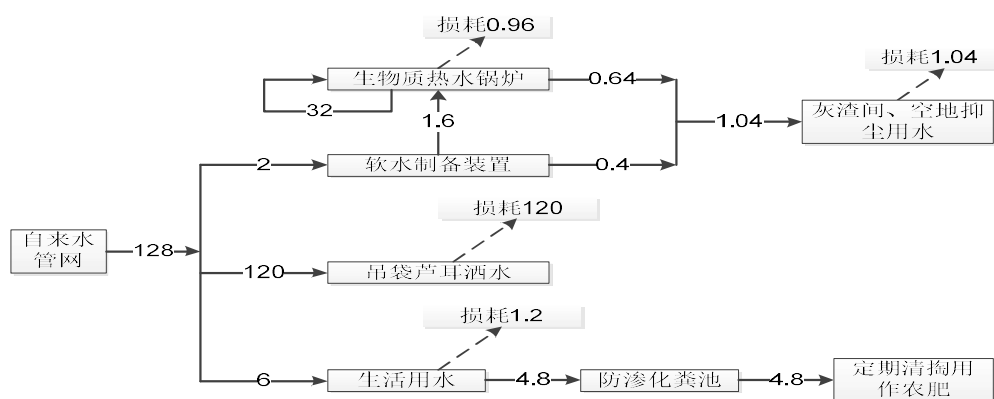 损耗0.96
生物质热水锅炉
0.64
损耗1.04
32
1.6
1.04
灰渣间、空地抑
尘用水
2
软水制备装置
0.4
损耗120
自来水
管网
128
120
吊袋芦耳洒水
损耗1.2
6
生活用水
4.8
防渗化粪池
4.8
定期清掏用
作农肥